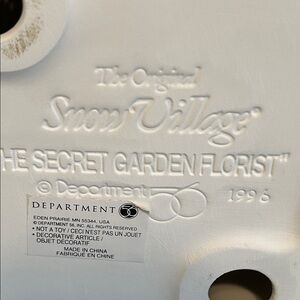 The Original
Snow Village®
HE SECRET GARDEN FLORIST"
© Department 56 1996
DEPARTMENT 56
EDEN PRAIRIE MN 55344, USA
©DEPARTMENT 56, INC. ALL RIGHTS RESERVED
• NOT A TOY / CECI N'EST PAS UN JOUET
• DECORATIVE ARTICLE /
OBJET DÉCORATIF
MADE IN CHINA
FABRIQUÉ EN CHINE